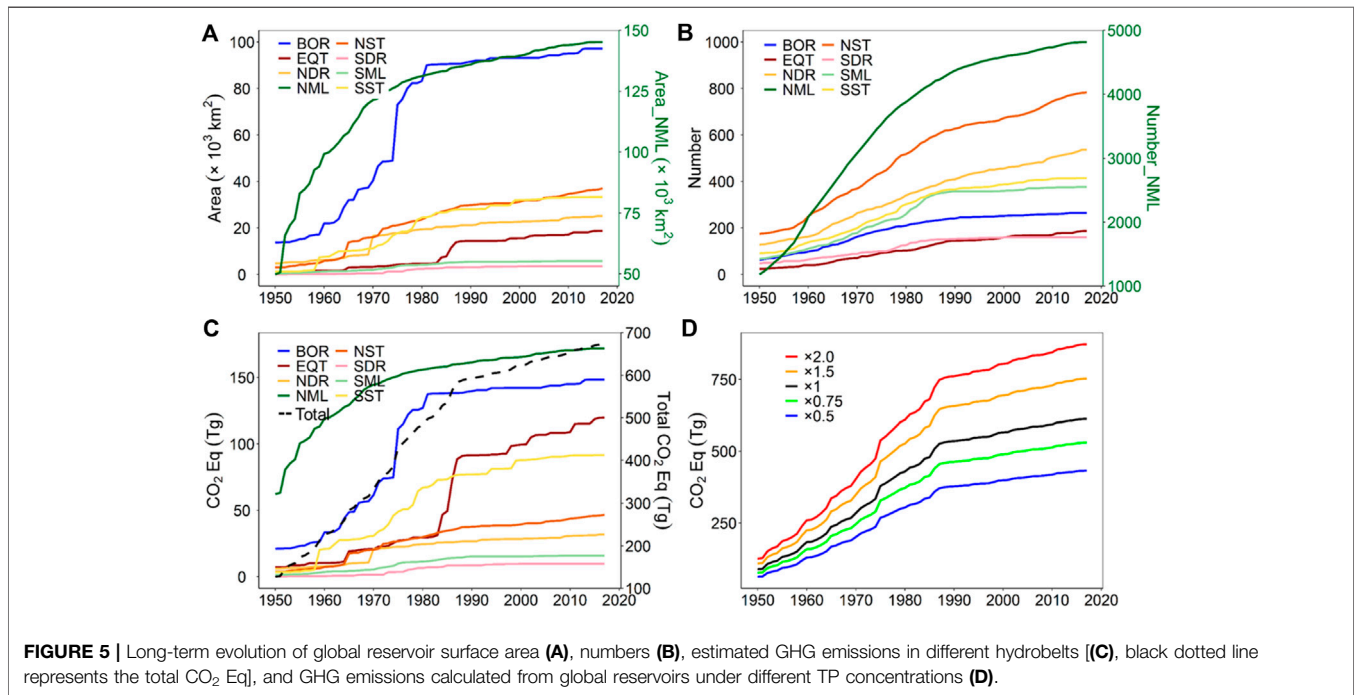 A
BOR NST
EQT SDR
NDR SML
NML SST
Area (× 10³ km²)
100
80
60
40
20
0
Area_NML (× 10³ km²)
150
125
100
75
50
1950 1960 1970 1980 1990 2000 2010 2020
B
BOR NST
EQT SDR
NDR SML
NML SST
Number
1000
800
600
400
200
0
Number_NML
5000
4000
3000
2000
1000
1950 1960 1970 1980 1990 2000 2010 2020
C
BOR NST
EQT SDR
NDR SML
NML SST
Total
CO₂ Eq (Tg)
150
100
50
0
Total CO₂ Eq (Tg)
700
600
500
400
300
200
100
1950 1960 1970 1980 1990 2000 2010 2020
D
×2.0
×1.5
×1
×0.75
×0.5
CO₂ Eq (Tg)
750
500
250
1950 1960 1970 1980 1990 2000 2010 2020
FIGURE 5 | Long-term evolution of global reservoir surface area (A), numbers (B), estimated GHG emissions in different hydrobelts [(C), black dotted line
represents the total CO₂ Eq], and GHG emissions calculated from global reservoirs under different TP concentrations (D).